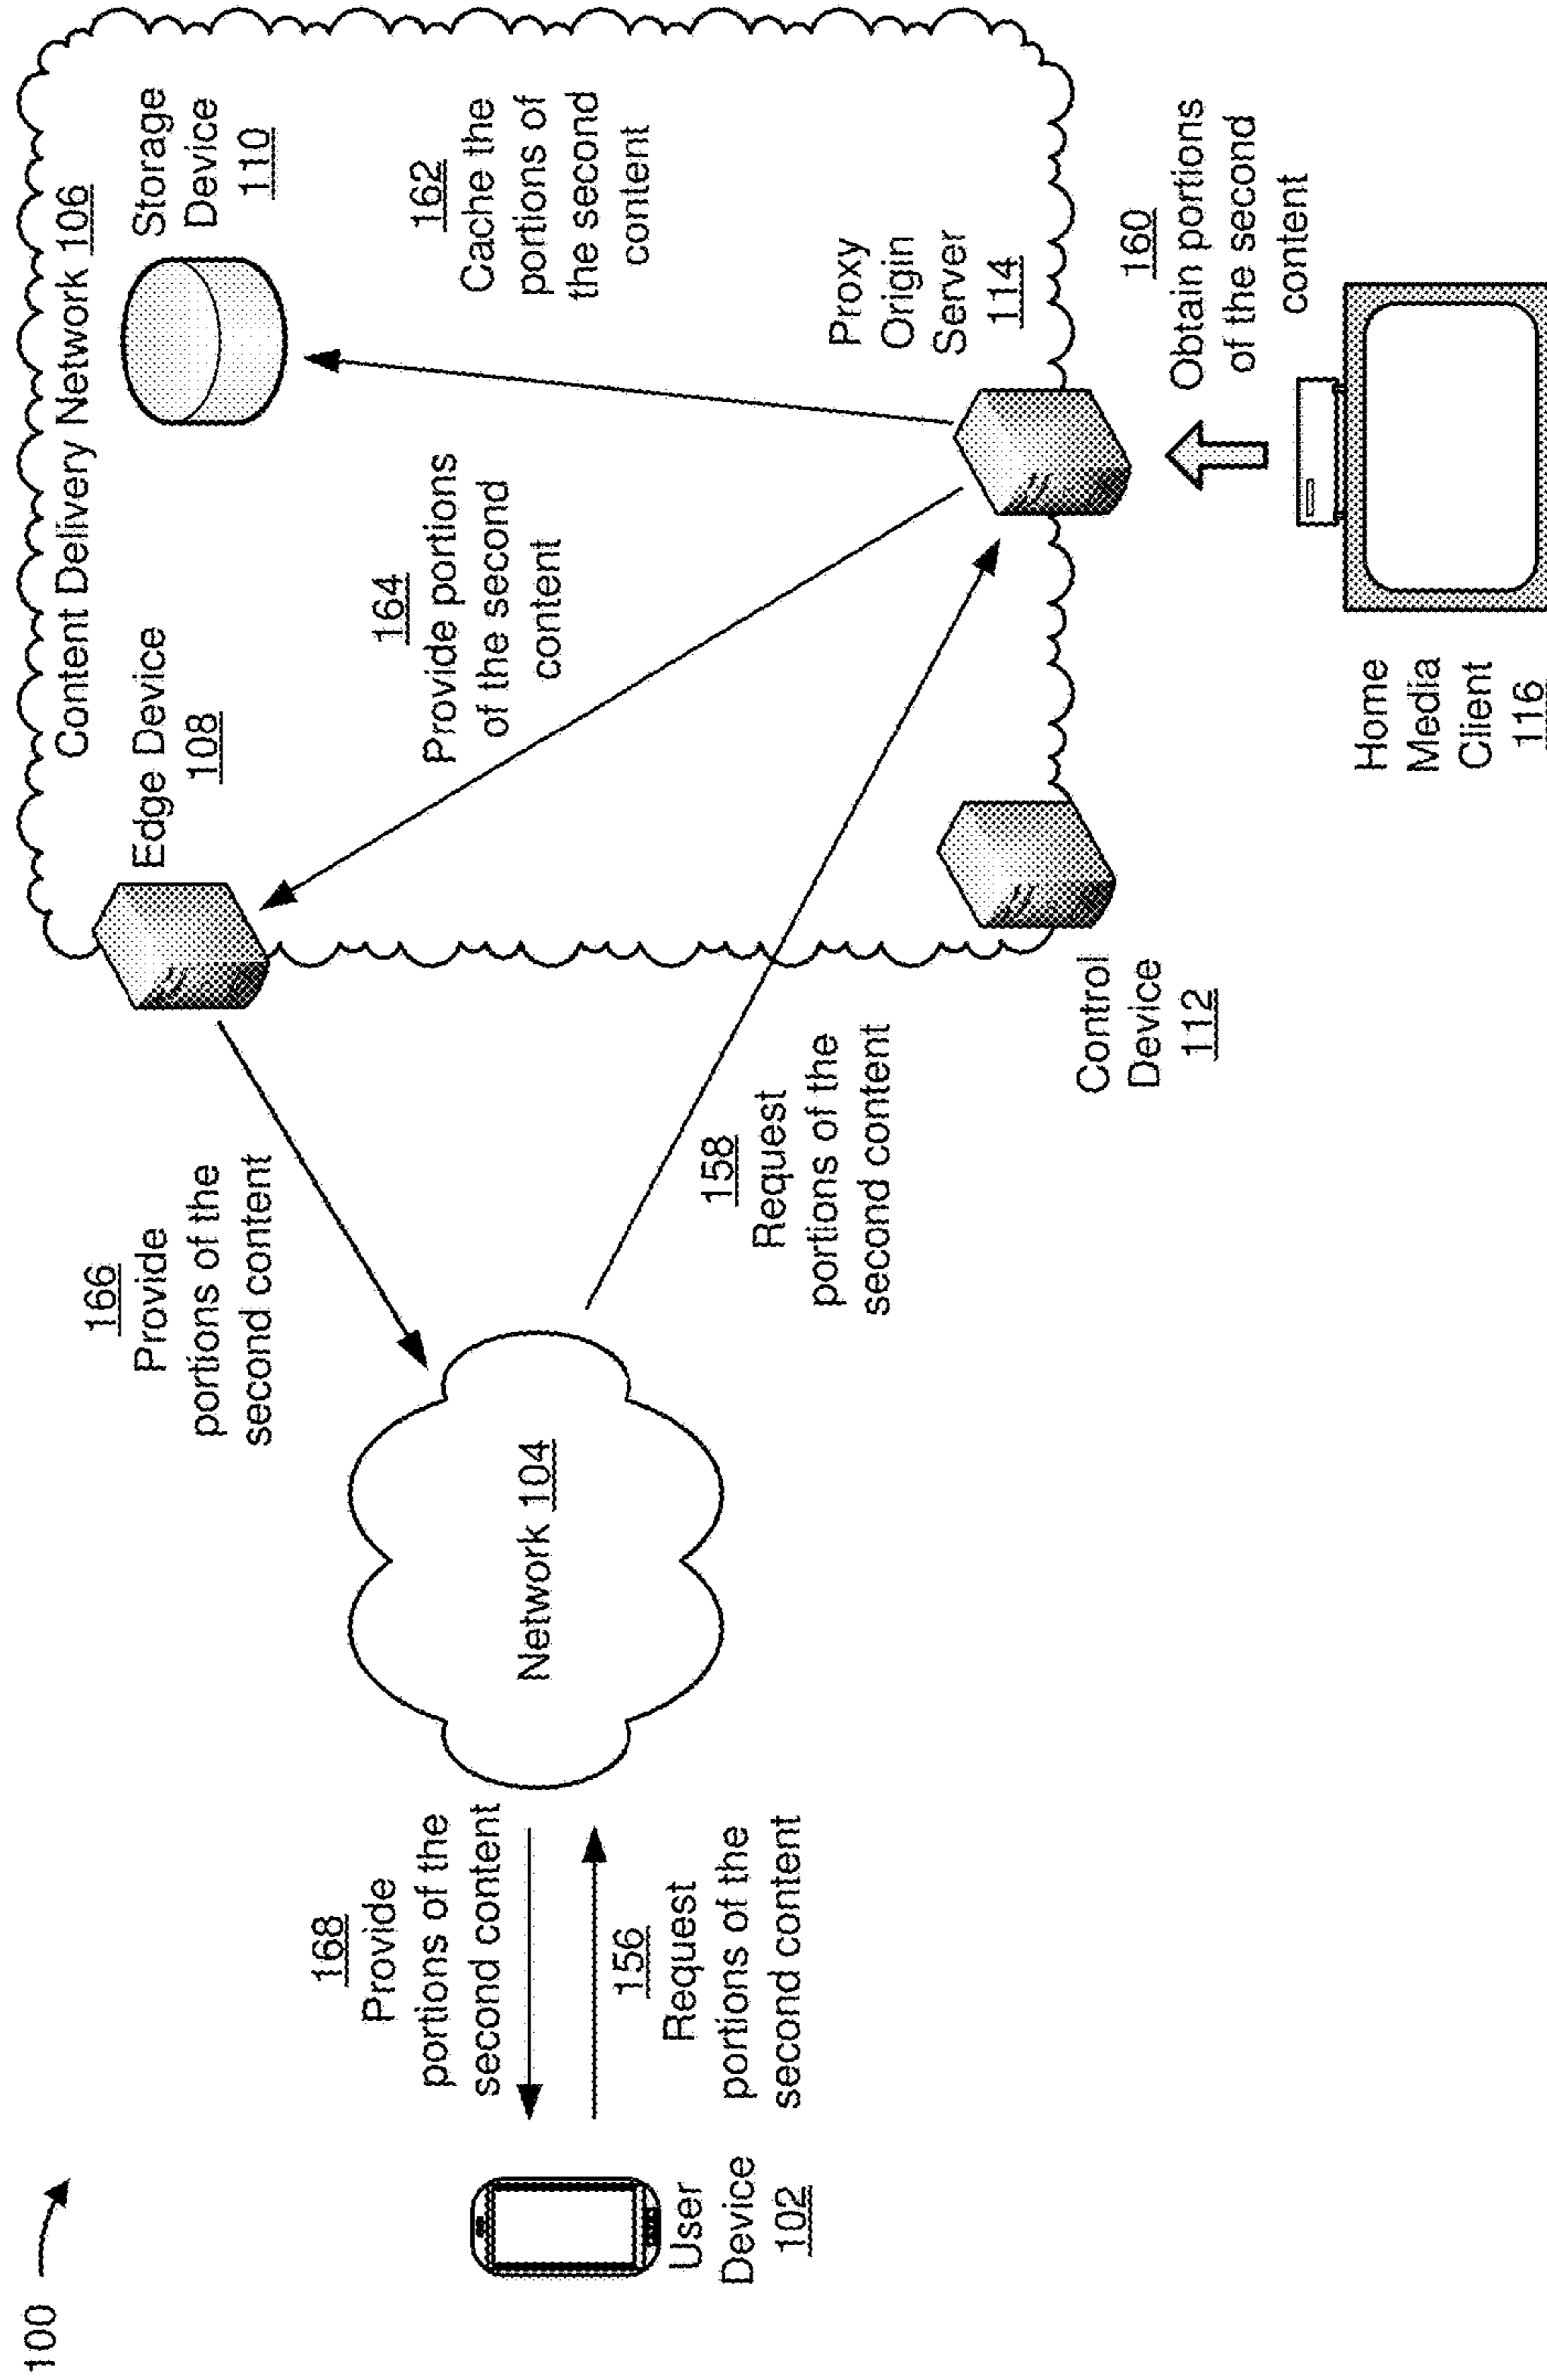 100
User
Device
102
168
Provide
portions of the
second content
156
Request
portions of the
second content
Network 104
166
Provide
portions of the
second content
158
Request
portions of the
second content
Content Delivery Network 106
Edge Device
108
Storage
Device
110
164
Provide portions
of the second
content
162
Cache the
portions of
the second
content
Proxy
Origin
Server
114
Control
Device
112
160
Obtain portions
of the second
content
Home
Media
Client
116